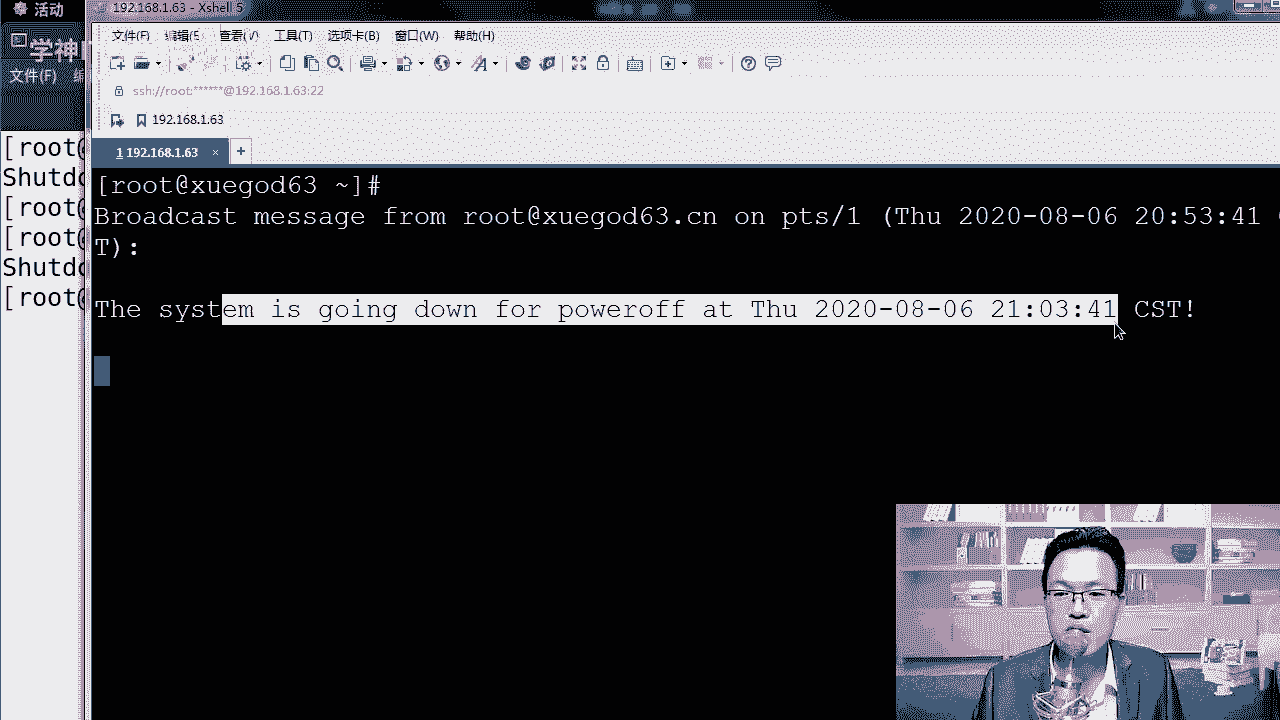 活动
192.168.1.63 - Xshell 5
学神
文件(F) 编辑(E) 查看(V) 工具(T) 选项卡(B) 窗口(W) 帮助(H)
文件(F) 编
ssh://root:******@192.168.1.63:22
192.168.1.63
1 192.168.1.63 × +
[root@
Shutdo
[root@
[root@
Shutdo
[root@
[root@xuegod63 ~]#
Broadcast message from root@xuegod63.cn on pts/1 (Thu 2020-08-06 20:53:41
T):
The system is going down for poweroff at Thu 2020-08-06 21:03:41 CST!